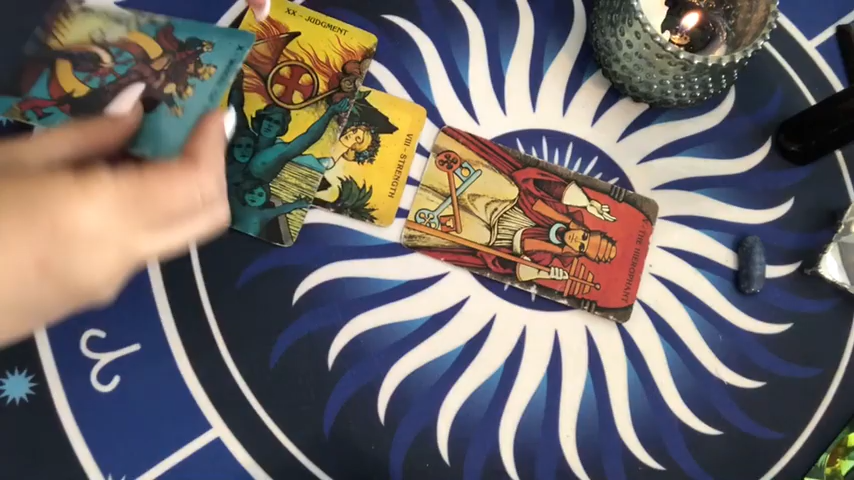 XX - JUDGMENT
VIII - STRENGTH
THE HIEROPHANT